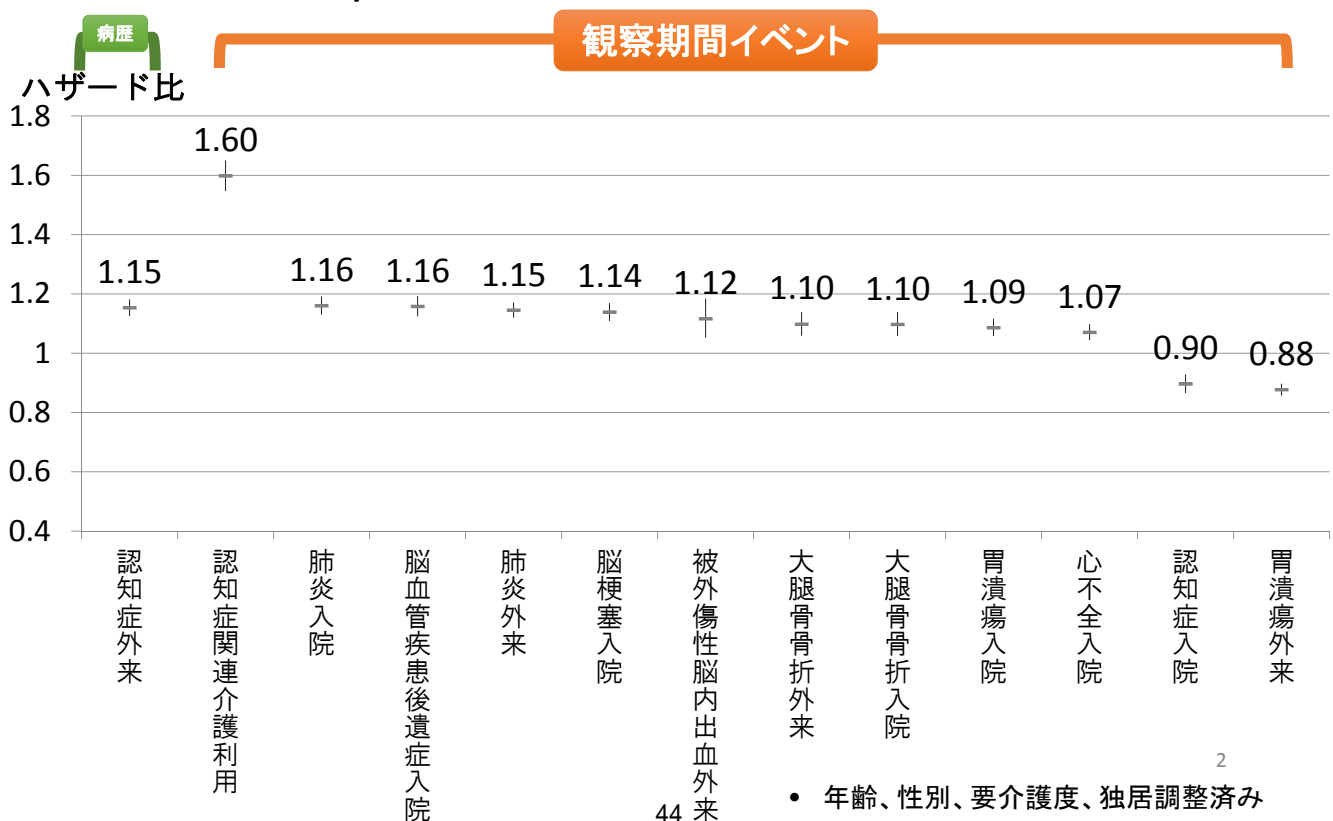 病歴
観察期間イベント
ハザード比
1.8
1.6
1.4
1.2
1
0.8
0.6
0.4
1.15
1.60
1.16
1.16
1.15
1.14
1.12
1.10
1.10
1.09
1.07
0.90
0.88
認知症外来
認知症関連介護利用
肺炎入院
脳血管疾患後遺症入院
肺炎外来
脳梗塞入院
被外傷性脳内出血外来
大腿骨骨折外来
大腿骨骨折入院
胃潰瘍入院
心不全入院
認知症入院
胃潰瘍外来
2
• 年齢、性別、要介護度、独居調整済み
44